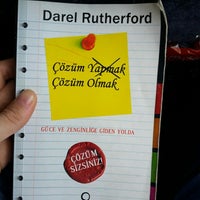 Darel Rutherford
Çözüm Yapmak
Çözüm Olmak
GÜCE VE ZENGİNLİĞE GİDEN YOLDA
ÇÖZÜM
SİZSİNİZ!